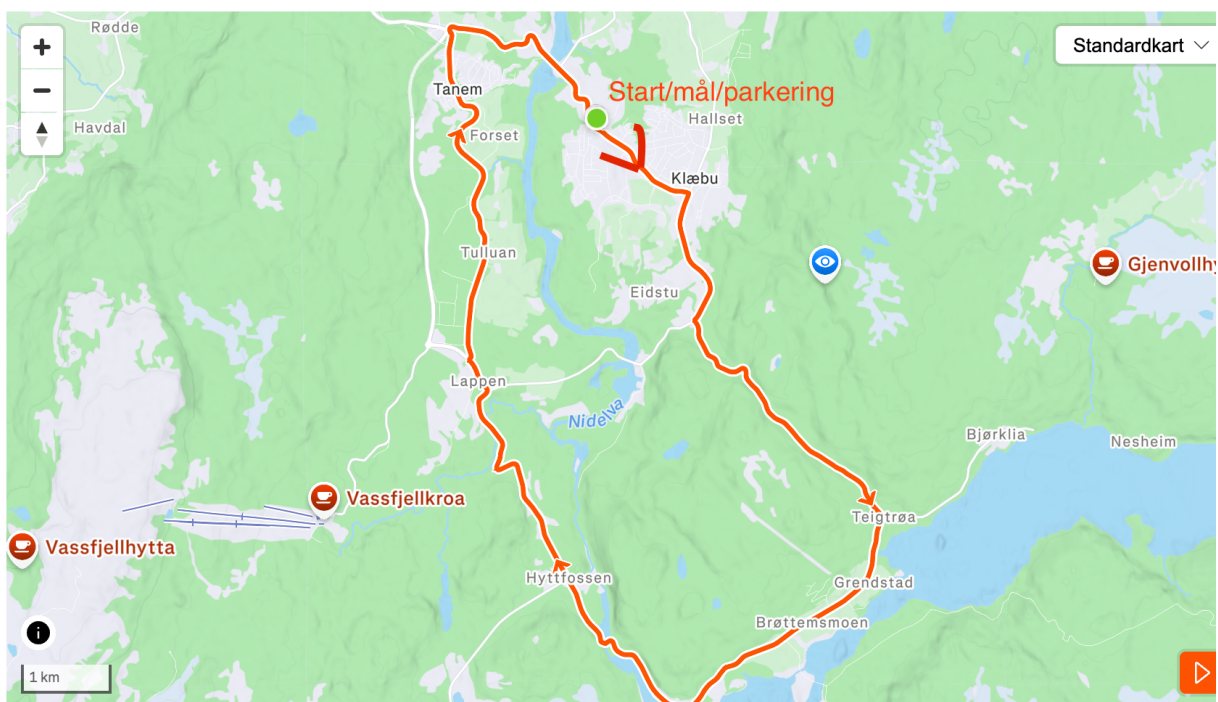 Rødde
Standardkart
Tanem
Start/mål/parkering
Havdal
Forset
Hallset
Klæbu
Tulluan
Eidstu
Gjenvollhy
Lappen
Nidelva
Bjørklia
Nesheim
Vassfjellkroa
Teigtrøa
Vassfjellhytta
Hyttfossen
Grendstad
Brøttemsmoen
1 km